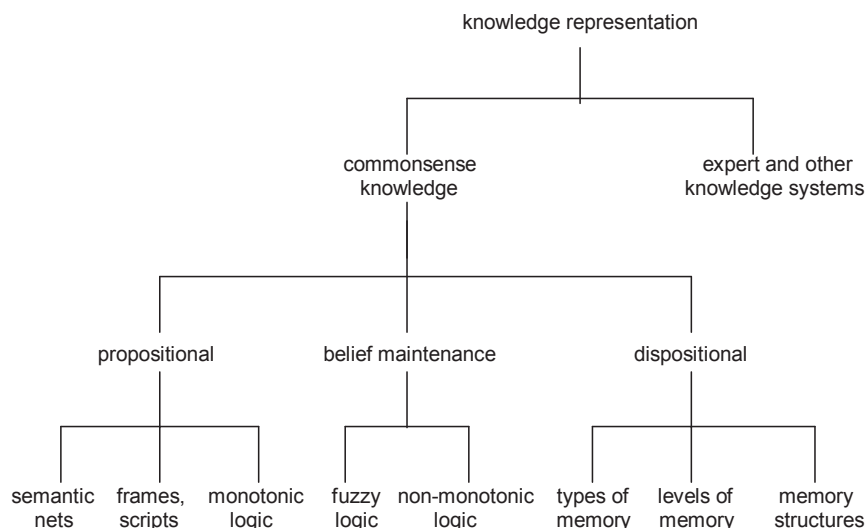 knowledge representation
commonsense
knowledge
expert and other
knowledge systems
propositional
belief maintenance
dispositional
semantic
nets
frames,
scripts
monotonic
logic
fuzzy
logic
non-monotonic
logic
types of
memory
levels of
memory
memory
structures